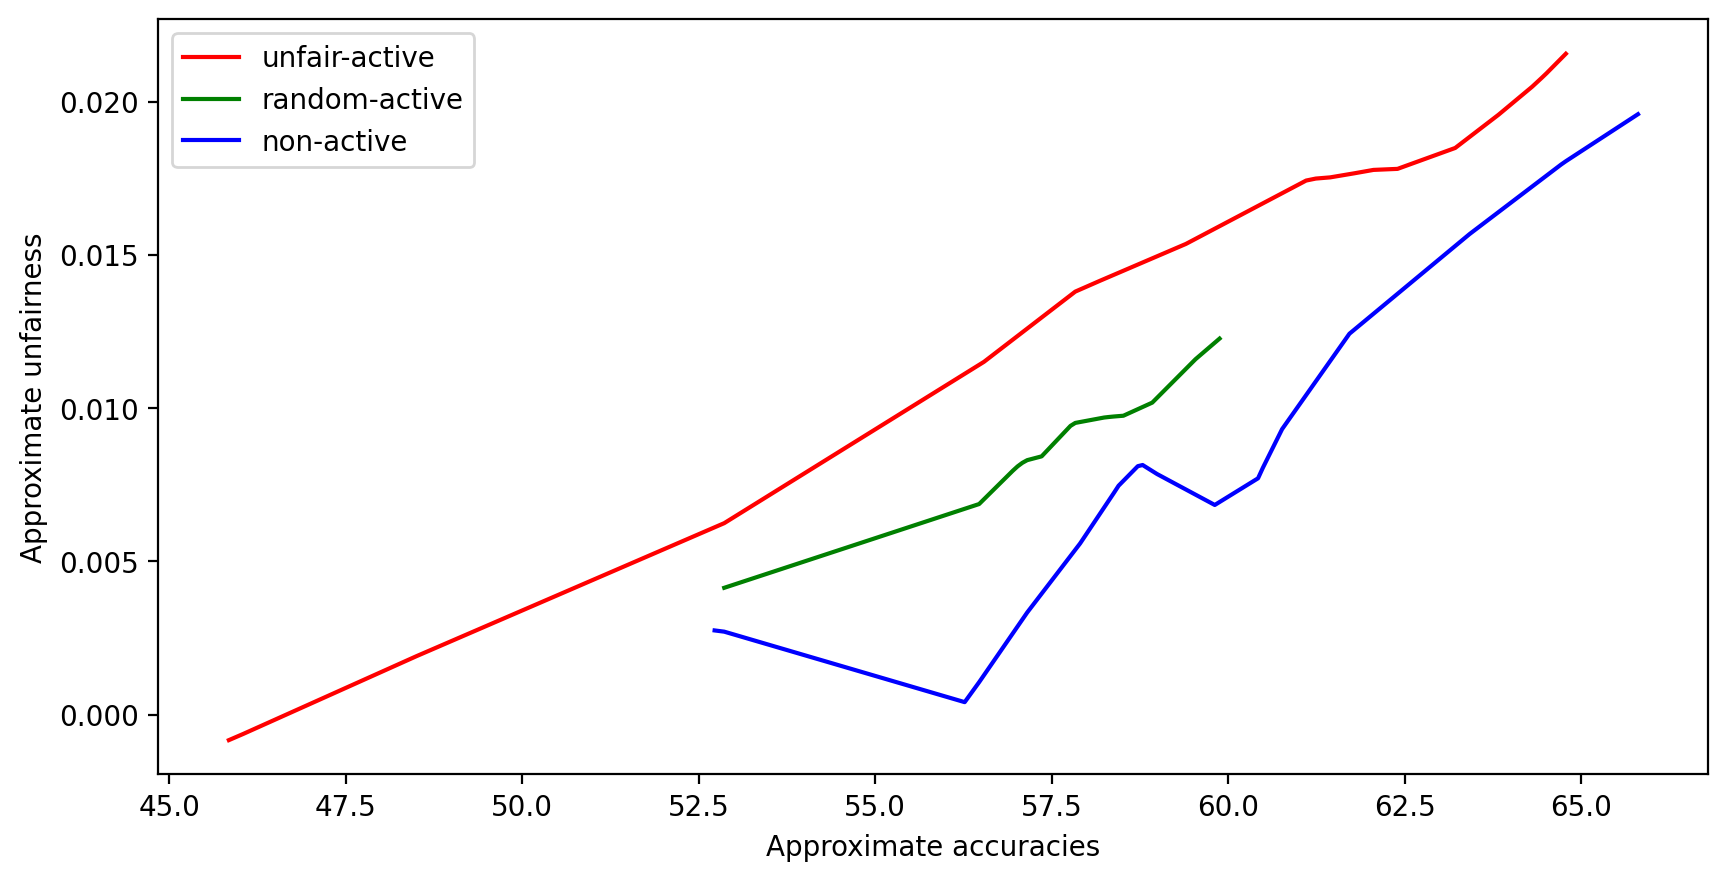 unfair-active
random-active
non-active
Approximate unfairness
0.020
0.015
0.010
0.005
0.000
45.0 47.5 50.0 52.5 55.0 57.5 60.0 62.5 65.0
Approximate accuracies